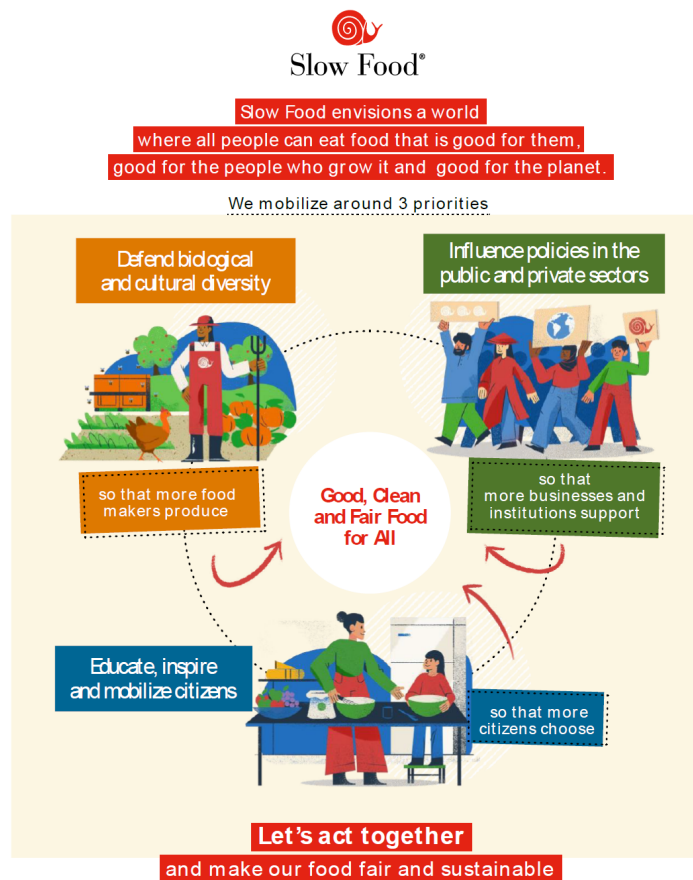 Slow Food®
Slow Food envisions a world
where all people can eat food that is good for them,
good for the people who grow it and good for the planet.
We mobilize around 3 priorities
Defend biological
and cultural diversity
Influence policies in the
public and private sectors
so that more food
makers produce
Good, Clean
and Fair Food
for All
so that
more businesses and
institutions support
Educate, inspire
and mobilize citizens
so that more
citizens choose
Let's act together
and make our food fair and sustainable